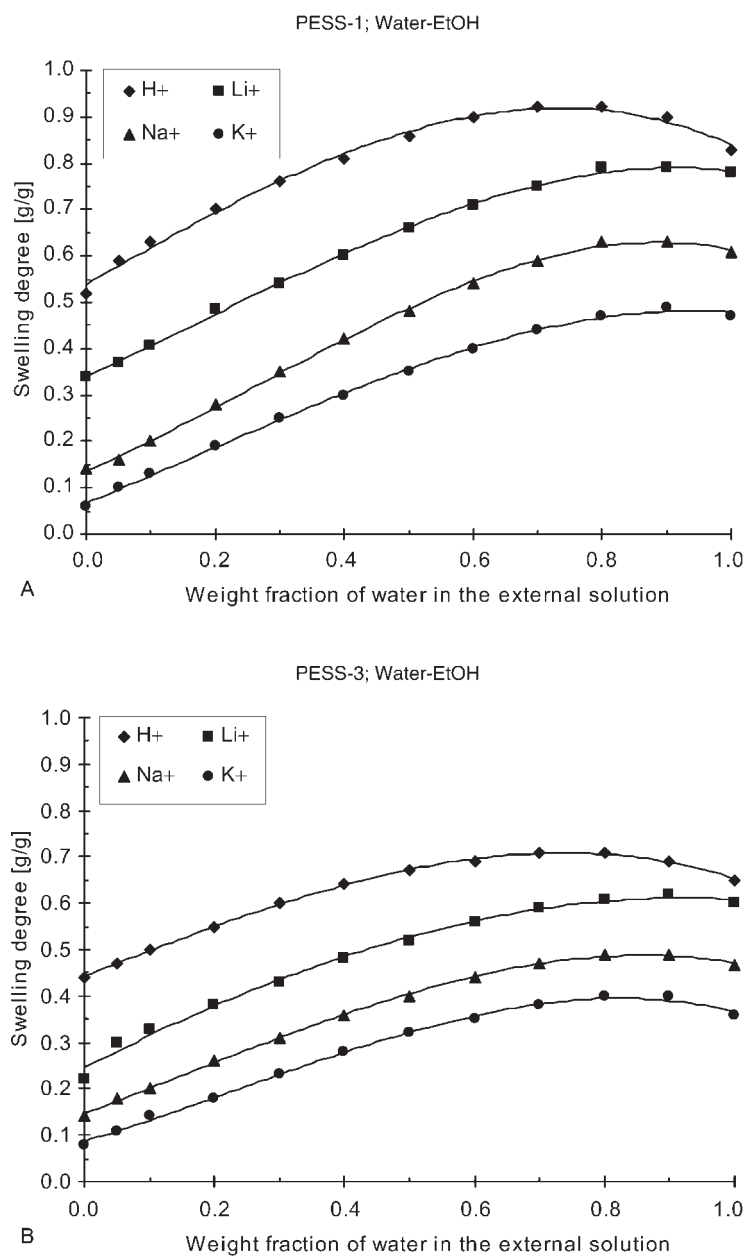 PESS-1; Water-EtOH
1.0
0.9
0.8
0.7
0.6
0.5
0.4
0.3
0.2
0.1
0.0
Swelling degree [g/g]
H+ Li+
Na+ K+
0.0 0.2 0.4 0.6 0.8 1.0
A
Weight fraction of water in the external solution
PESS-3; Water-EtOH
1.0
0.9
0.8
0.7
0.6
0.5
0.4
0.3
0.2
0.1
0.0
Swelling degree [g/g]
H+ Li+
Na+ K+
0.0 0.2 0.4 0.6 0.8 1.0
B
Weight fraction of water in the external solution